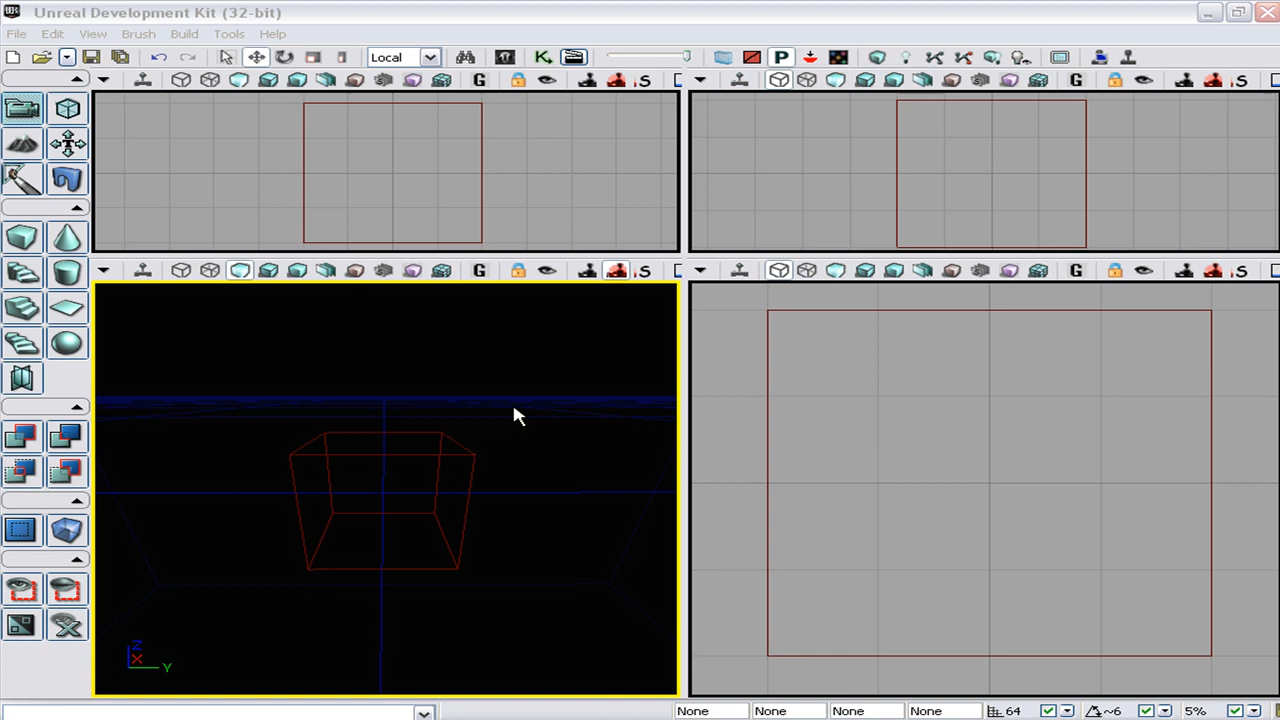 Unreal Development Kit (32-bit)
File Edit View Brush Build Tools Help
Local P
G S G
G S G S
Z
X Y
None None None None 64 ~6 5%